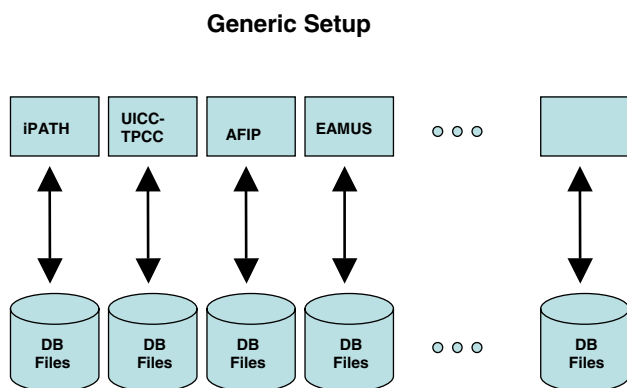 Generic Setup
iPATH
UICC-
TPCC
AFIP
EAMUS
DB
Files
DB
Files
DB
Files
DB
Files
DB
Files